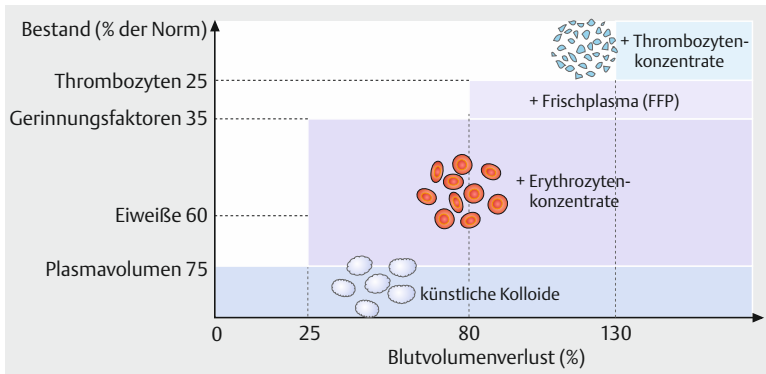 Bestand (% der Norm)
+ Thrombozyten-
konzentrate
Thrombozyten 25
+ Frischplasma (FFP)
Gerinnungsfaktoren 35
+ Erythrozyten-
konzentrate
Eiweiße 60
Plasmavolumen 75
künstliche Kolloide
0 25 80 130
Blutvolumenverlust (%)